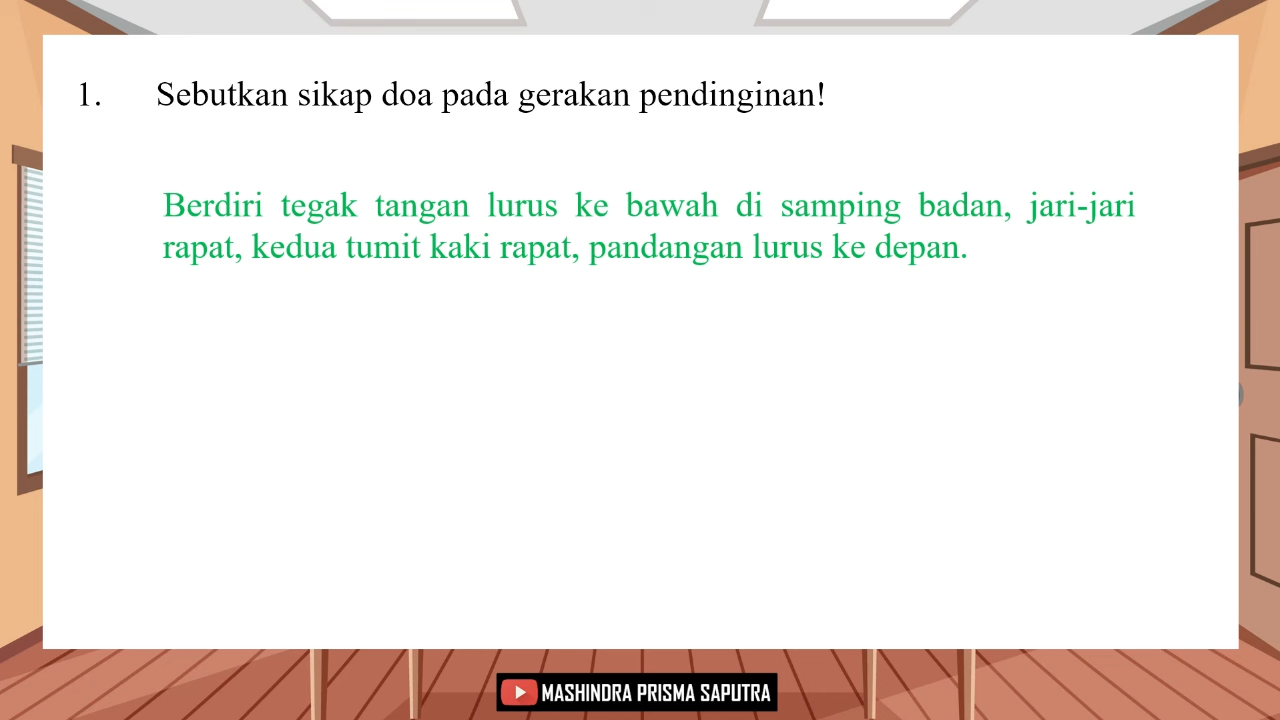 1. Sebutkan sikap doa pada gerakan pendinginan!
Berdiri tegak tangan lurus ke bawah di samping badan, jari-jari
rapat, kedua tumit kaki rapat, pandangan lurus ke depan.
MASHINDRA PRISMA SAPUTRA